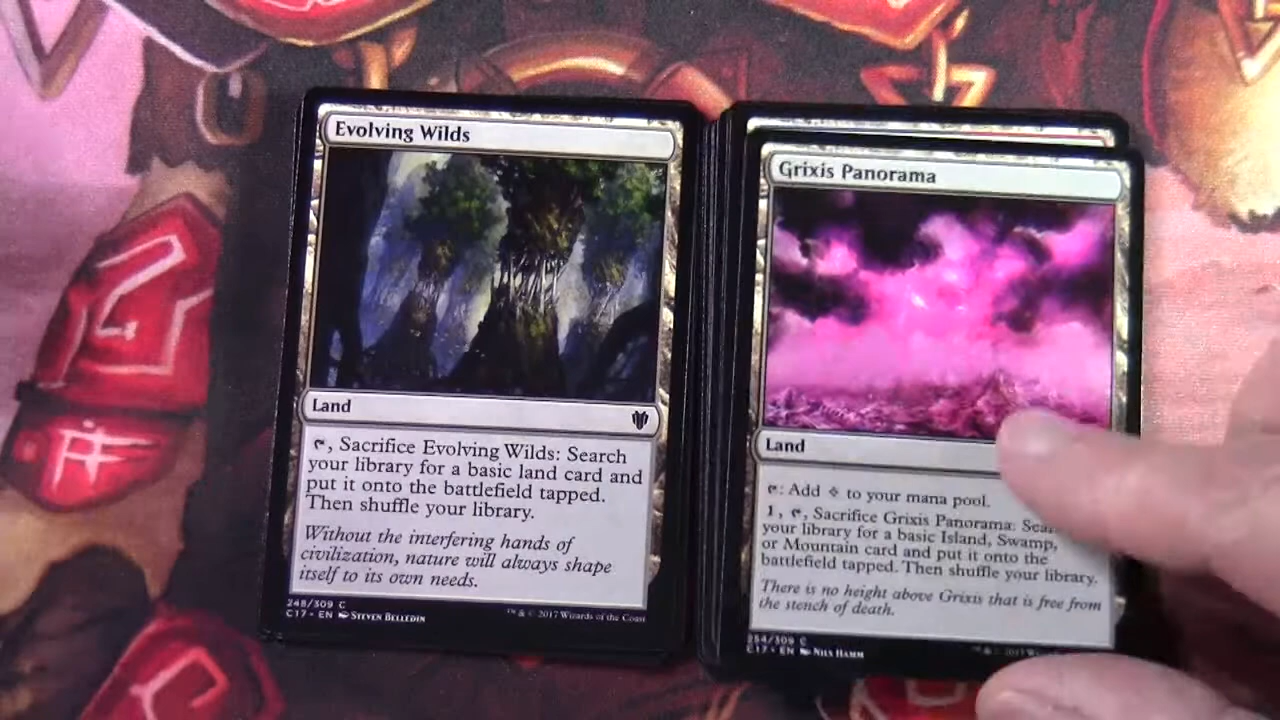 Evolving Wilds
Land
, Sacrifice Evolving Wilds: Search
your library for a basic land card and
put it onto the battlefield tapped.
Then shuffle your library.
Without the interfering hands of
civilization, nature will always shape
itself to its own needs.
248/309 C
C17 • EN STEVEN BELLEDIN
™ & © 2017 Wizards of the Coast
Grixis Panorama
Land
: Add to your mana pool.
1, , Sacrifice Grixis Panorama:
your library for a basic Island, Swamp,
or Mountain card and put it onto the
battlefield tapped. Then shuffle your library.
There is no height above Grixis that is free from
the stench of death.
254/309 C
C17 • EN NILS HAMM
™ & © 2017